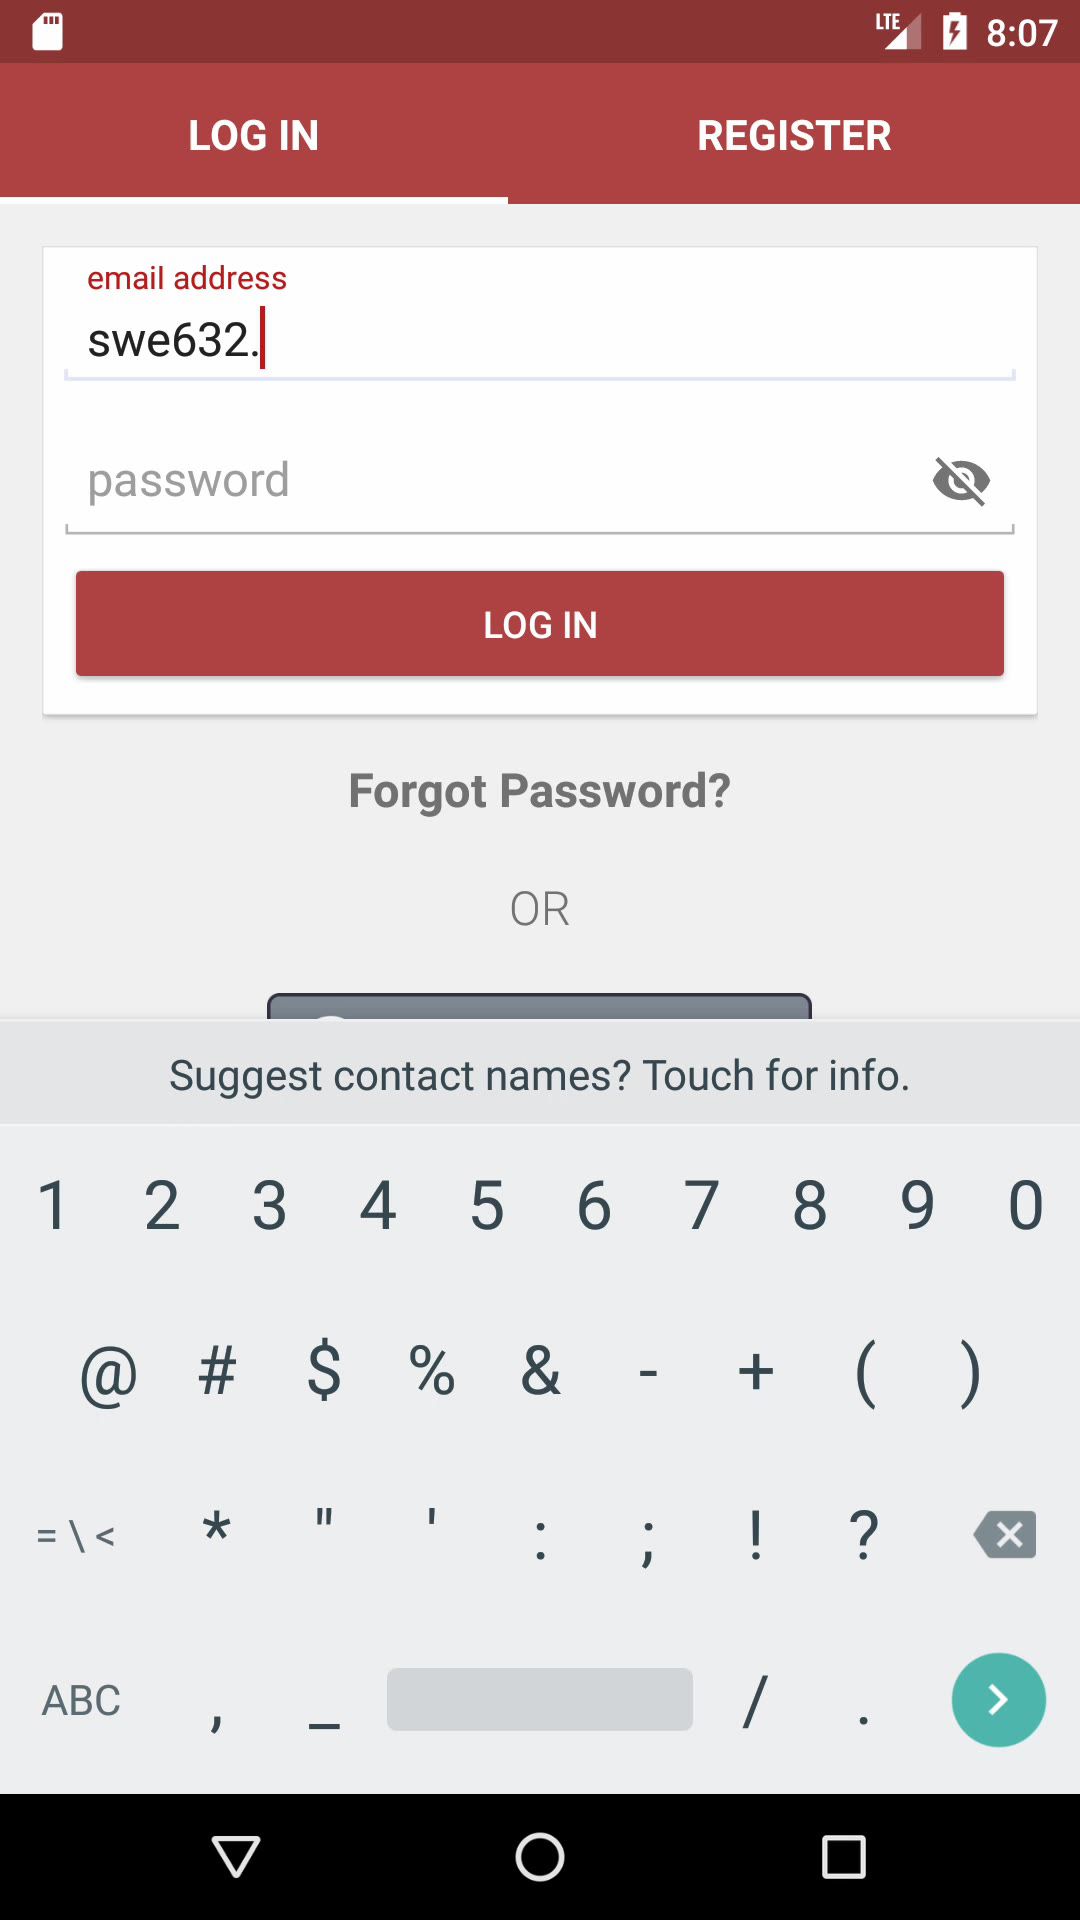 LTE 8:07
LOG IN REGISTER
email address
swe632.
password
LOG IN
Forgot Password?
OR
Suggest contact names? Touch for info.
1 2 3 4 5 6 7 8 9 0
@ # $ % & - + ( )
= \ < * " ' : ; ! ?
ABC , _ / .